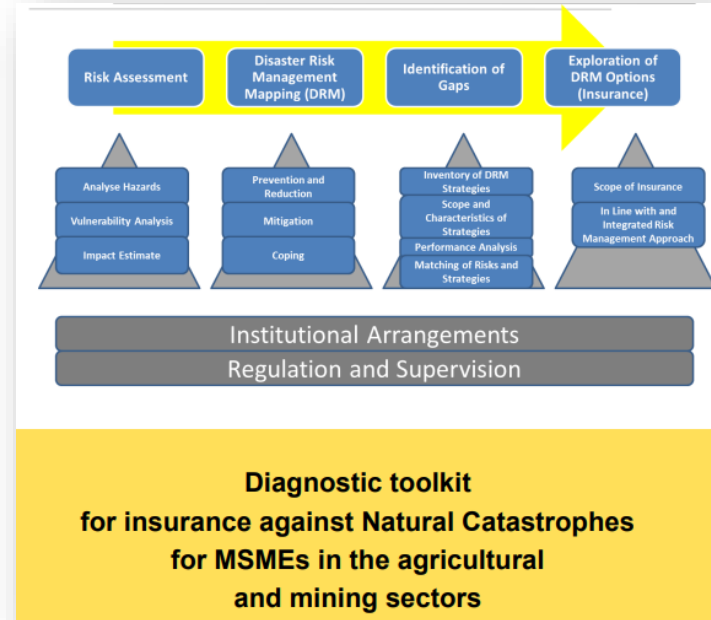 Risk Assessment
Disaster Risk
Management
Mapping (DRM)
Identification of
Gaps
Exploration of
DRM Options
(Insurance)
Analyse Hazards
Vulnerability Analysis
Impact Estimate
Prevention and
Reduction
Mitigation
Coping
Inventory of DRM
Strategies
Scope and
Characteristics of
Strategies
Performance Analysis
Matching of Risks and
Strategies
Scope of Insurance
In Line with and
Integrated Risk
Management Approach
Institutional Arrangements
Regulation and Supervision
Diagnostic toolkit
for insurance against Natural Catastrophes
for MSMEs in the agricultural
and mining sectors